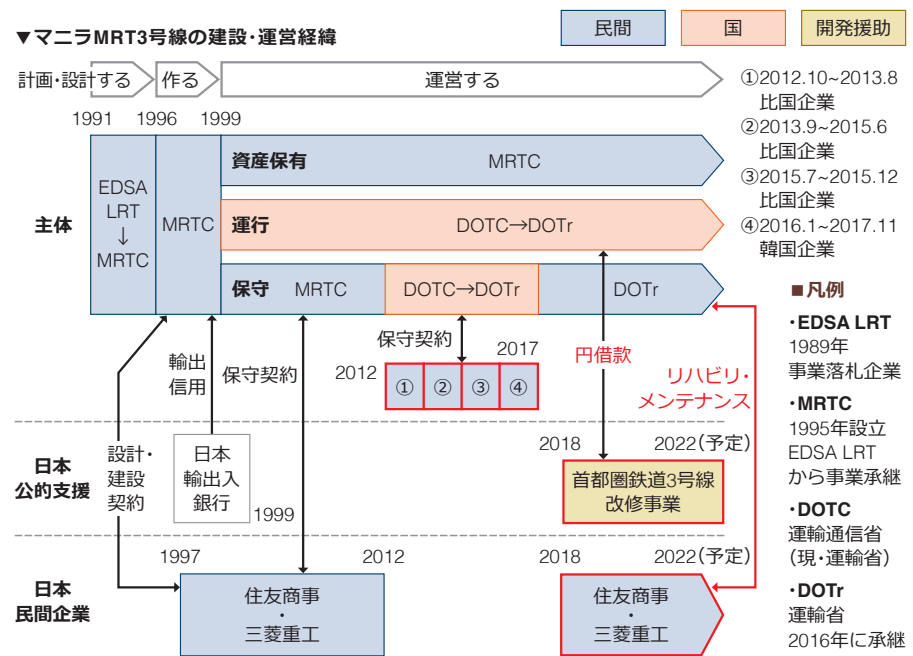 ▼マニラMRT3号線の建設・運営経緯
民間
国
開発援助
計画・設計する
作る
運営する
1991
1996
1999
主体
EDSA
LRT
↓
MRTC
MRTC
資産保有
MRTC
運行
DOTC→DOTr
保守
MRTC
DOTC→DOTr
DOTr
①2012.10~2013.8
比国企業
②2013.9~2015.6
比国企業
③2015.7~2015.12
比国企業
④2016.1~2017.11
韓国企業
輸出
信用
保守契約
保守契約
2012
2017
①
②
③
④
円借款
リハビリ・
メンテナンス
日本
公的支援
設計・
建設
契約
日本
輸出入
銀行
1999
2018
2022(予定)
首都圏鉄道3号線
改修事業
日本
民間企業
1997
2012
住友商事
・
三菱重工
2018
2022(予定)
住友商事
・
三菱重工
■凡例
・EDSA LRT
1989年
事業落札企業
・MRTC
1995年設立
EDSA LRT
から事業承継
・DOTC
運輸通信省
(現・運輸省)
・DOTr
運輸省
2016年に承継